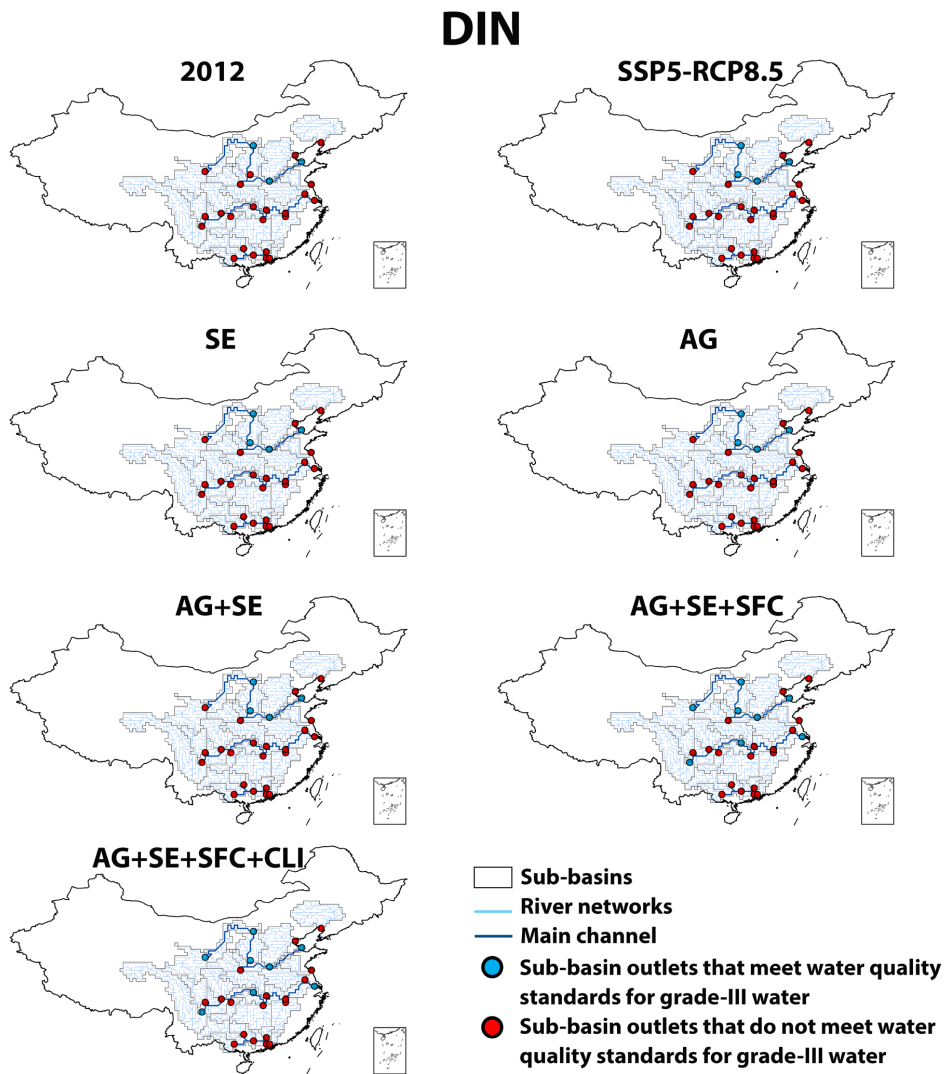 DIN
2012
SSP5-RCP8.5
SE
AG
AG+SE
AG+SE+SFC
AG+SE+SFC+CLI
Sub-basins
River networks
Main channel
Sub-basin outlets that meet water quality
standards for grade-III water
Sub-basin outlets that do not meet water
quality standards for grade-III water